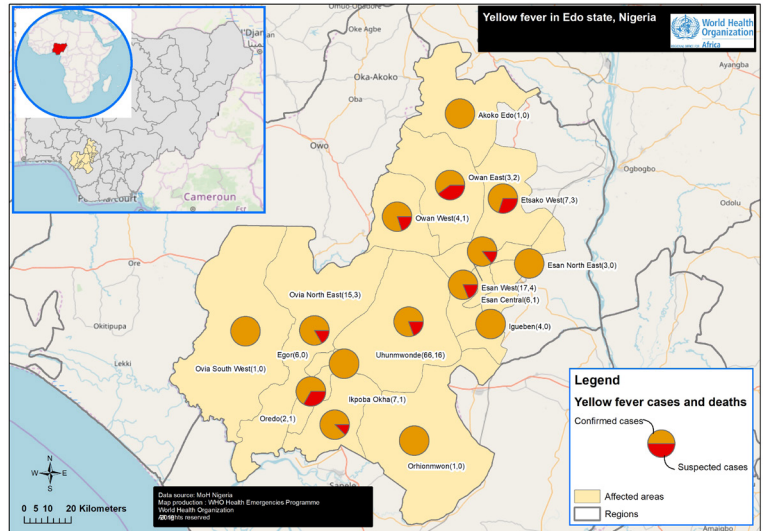 Yellow fever in Edo state, Nigeria
World Health
Organization
Africa
Omuo-Obadore
Oke Agbe
Oka-Akoko
Oba
Owo
Ayangba
Ogbogbo
Odolu
Cameroun
Ore
Okitipupa
Lekki
Sapele
Amaigbo
Akoko Edo(1,0)
Owan East(3,2)
Etsako West(7,3)
Owan West(4,1)
Esan North East(3,0)
Esan West(17,4)
Esan Central(6,1)
Ovia North East(15,3)
Igueben(4,0)
Egor(6,0)
Uhunmwonde(66,16)
Ovia South West(1,0)
Ikpoba Okha(7,1)
Oredo(2,1)
Orhionmwon(1,0)
Legend
Yellow fever cases and deaths
Confirmed cases
Suspected cases
Affected areas
Regions
N
W E
S
0 5 10 20 Kilometers
Data source: MoH Nigeria
Map production : WHO Health Emergencies Programme
World Health Organization
rights reserved